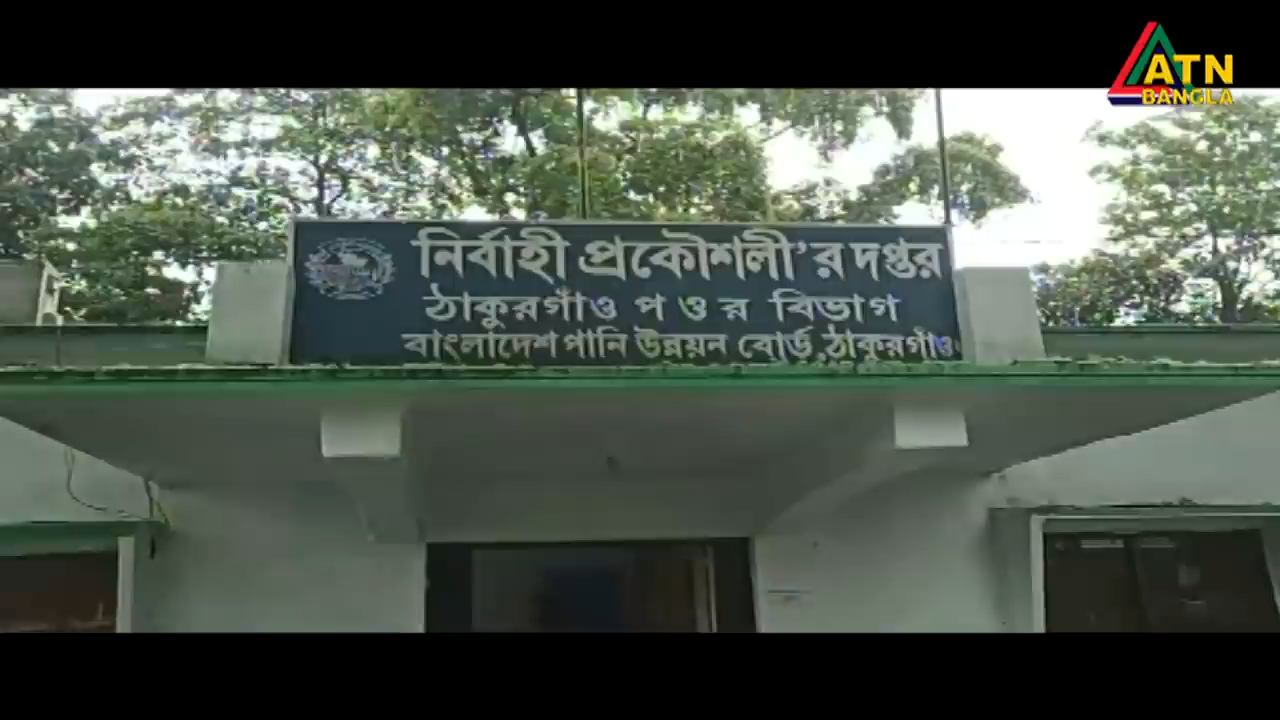 ATN
BANGLA
নির্বাহী প্রকৌশলী'র দপ্তর
ঠাকুরগাঁও প ও র বিভাগ
বাংলাদেশ পানি উন্নয়ন বোর্ড,ঠাকুরগাঁও